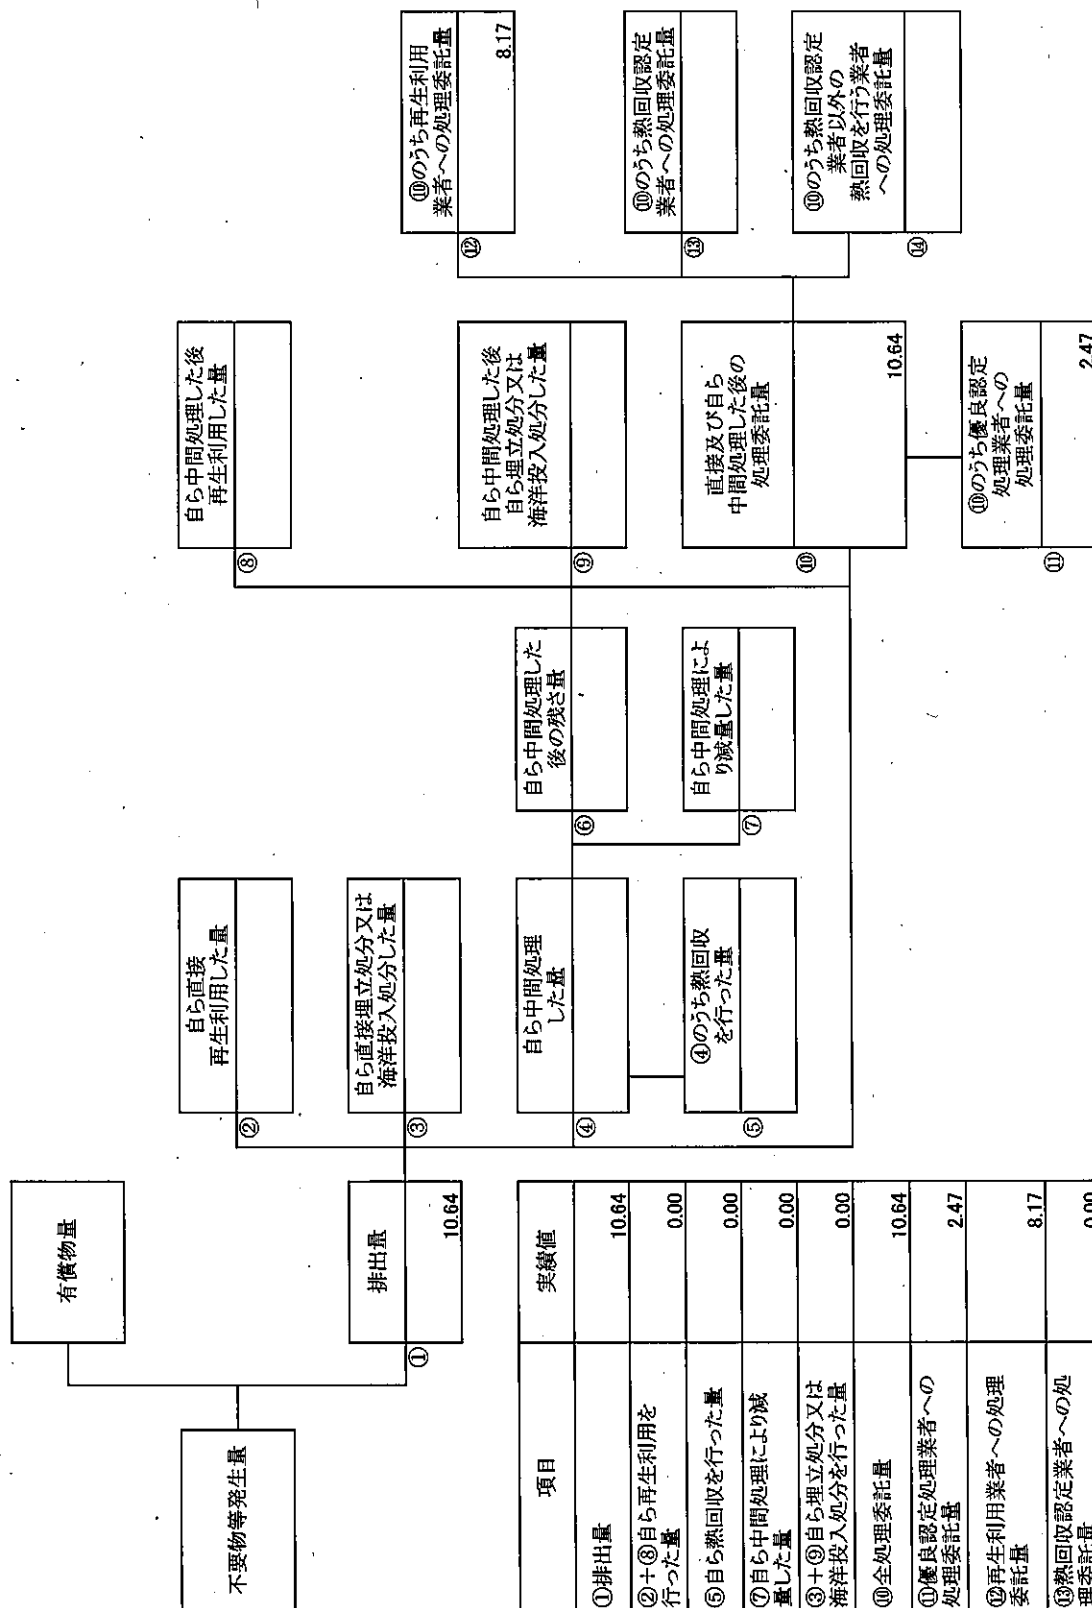 不要物等発生量
有償物量
排出量
①
10.64
自ら直接
再生利用した量
②
自ら直接埋立処分又は
海洋投入処分した量
③
自ら中間処理
した量
④
④のうち熱回収
を行った量
⑤
自ら中間処理した
後の残さ量
⑥
自ら中間処理によ
り減量した量
⑦
自ら中間処理した後
再生利用した量
⑧
自ら中間処理した後
自ら埋立処分又は
海洋投入処分した量
⑨
直接及び自ら
中間処理した後の
処理委託量
⑩
10.64
⑩のうち優良認定
処理業者への
処理委託量
⑪
2.47
⑩のうち再生利用
業者への処理委託量
⑫
8.17
⑩のうち熱回収認定
業者への処理委託量
⑬
⑩のうち熱回収認定
業者以外の
熱回収を行う業者
への処理委託量
⑭
項目 実績値
①排出量 10.64
②+⑧自ら再生利用を
行った量 0.00
⑤自ら熱回収を行った量 0.00
⑦自ら中間処理により減
量した量 0.00
③+⑨自ら埋立処分又は
海洋投入処分を行った量 0.00
⑩全処理委託量 10.64
⑪優良認定処理業者への
処理委託量 2.47
⑫再生利用業者への処理
委託量 8.17
⑬熱回収認定業者への処
理委託量 0.00